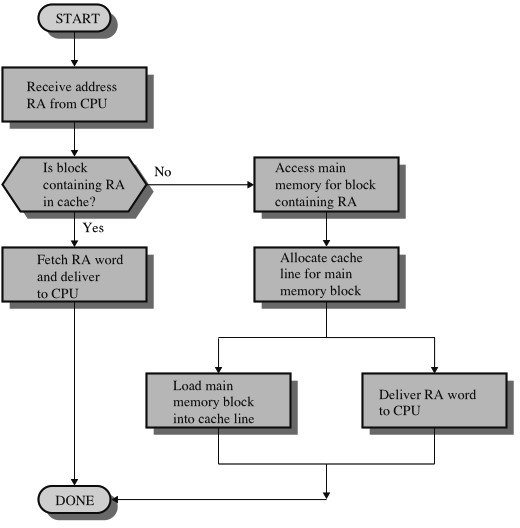 START
Receive address
RA from CPU
Is block
containing RA
in cache?
No
Access main
memory for block
containing RA
Yes
Fetch RA word
and deliver
to CPU
Allocate cache
line for main
memory block
Load main
memory block
into cache line
Deliver RA word
to CPU
DONE